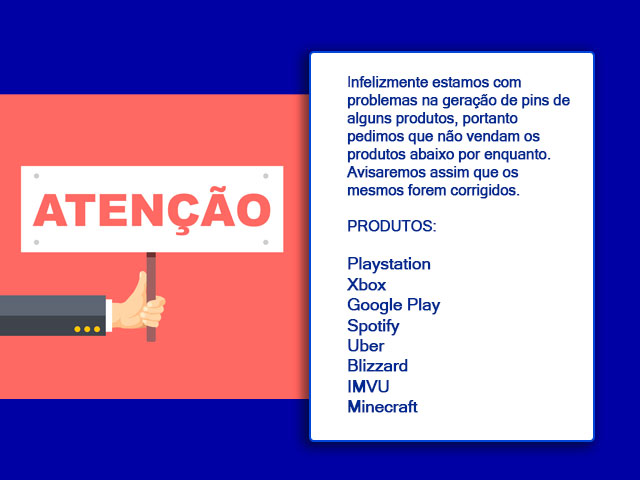 ATENÇÃO
Infelizmente estamos com
problemas na geração de pins de
alguns produtos, portanto
pedimos que não vendam os
produtos abaixo por enquanto.
Avisaremos assim que os
mesmos forem corrigidos.
PRODUTOS:
Playstation
Xbox
Google Play
Spotify
Uber
Blizzard
IMVU
Minecraft